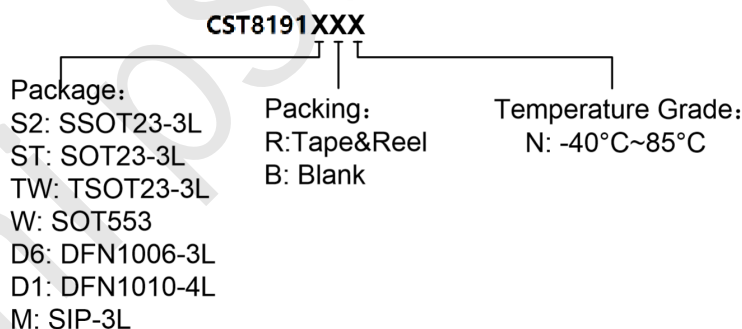 CST8191XXX
Package：
S2: SSOT23-3L
ST: SOT23-3L
TW: TSOT23-3L
W: SOT553
D6: DFN1006-3L
D1: DFN1010-4L
M: SIP-3L
Packing：
R:Tape&Reel
B: Blank
Temperature Grade：
N: -40°C~85°C